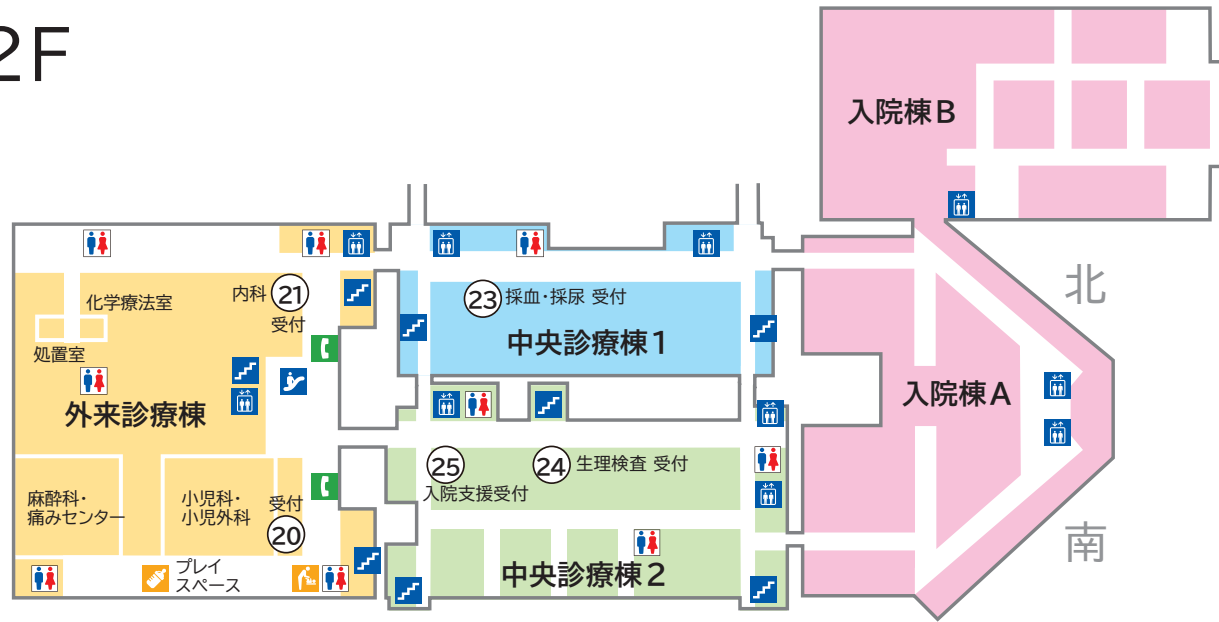 2F
入院棟B
北
化学療法室
内科 21
受付
23 採血・採尿 受付
中央診療棟1
処置室
外来診療棟
入院棟A
25
24 生理検査 受付
入院支援受付
麻酔科・
痛みセンター
小児科・
小児外科
受付
20
南
プレイ
スペース
中央診療棟2